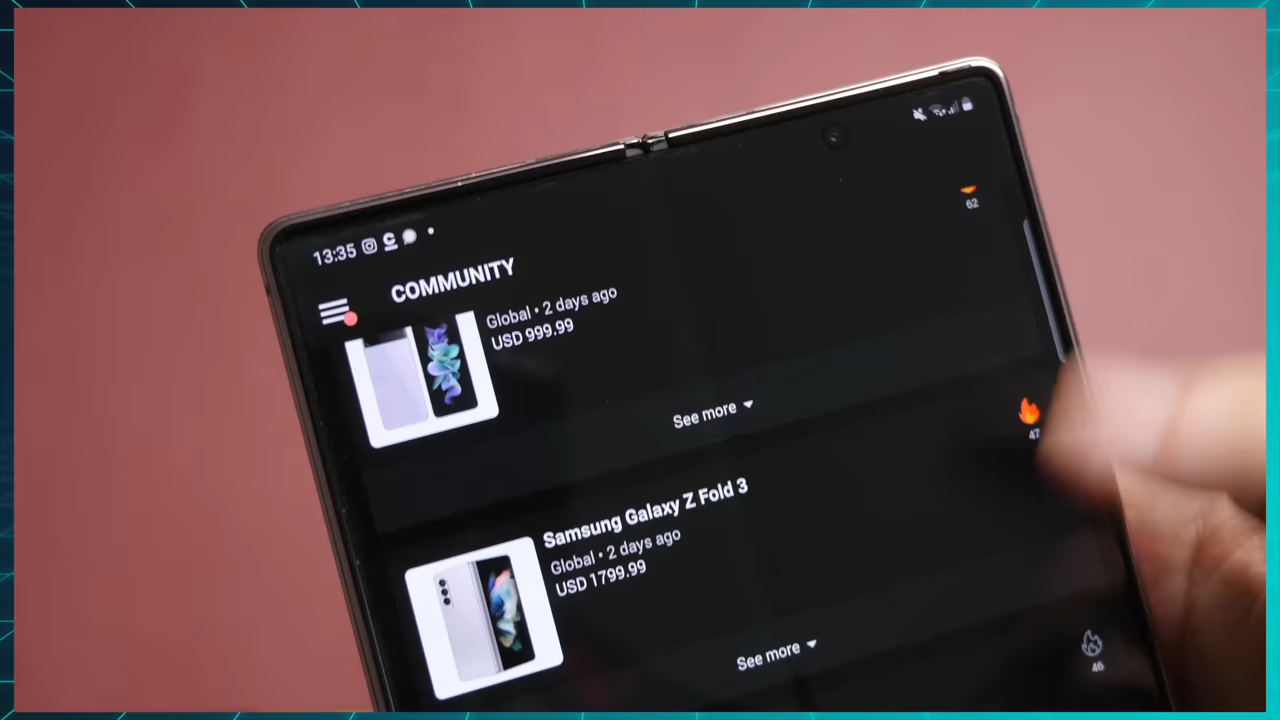 13:35
COMMUNITY
62
Global • 2 days ago
USD 999.99
See more
47
Samsung Galaxy Z Fold 3
Global • 2 days ago
USD 1799.99
See more
46